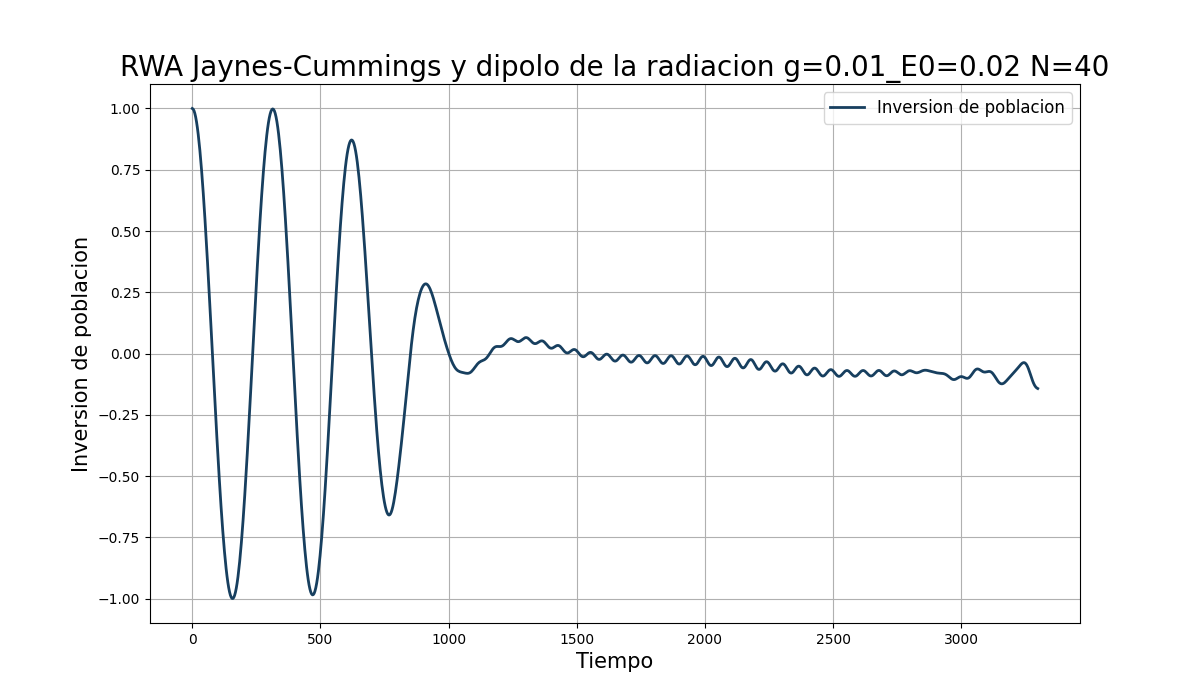 RWA Jaynes-Cummings y dipolo de la radiacion g=0.01_E0=0.02 N=40
Inversion de poblacion
1.00
0.75
0.50
0.25
0.00
−0.25
−0.50
−0.75
−1.00
Inversion de poblacion
0 500 1000 1500 2000 2500 3000
Tiempo